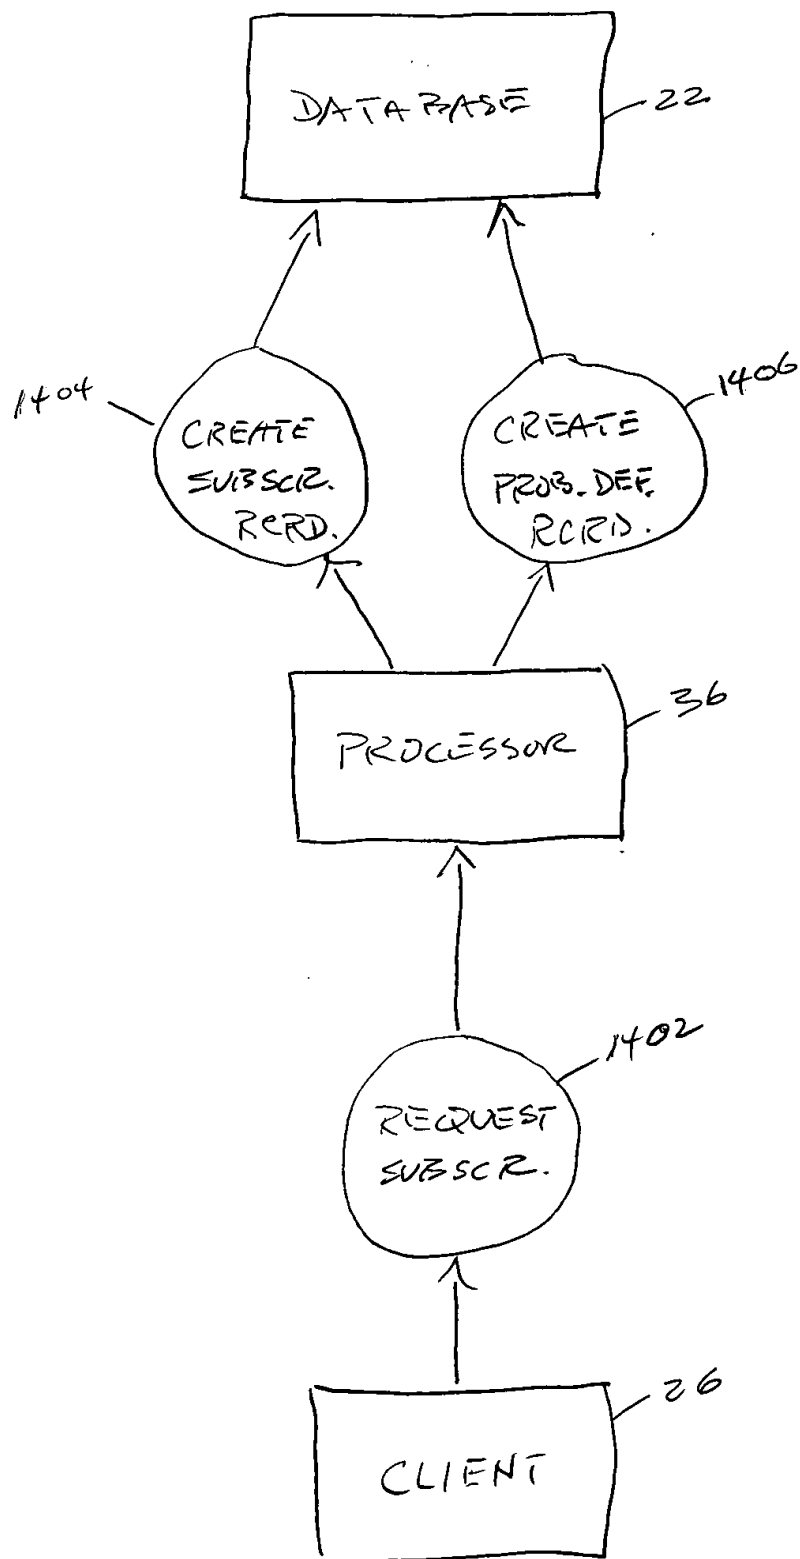 DATABASE
22
1404
CREATE
SUBSCR.
RCRD.
1406
CREATE
PROB. DEF.
RCRD.
36
PROCESSOR
1402
REQUEST
SUBSCR.
26
CLIENT